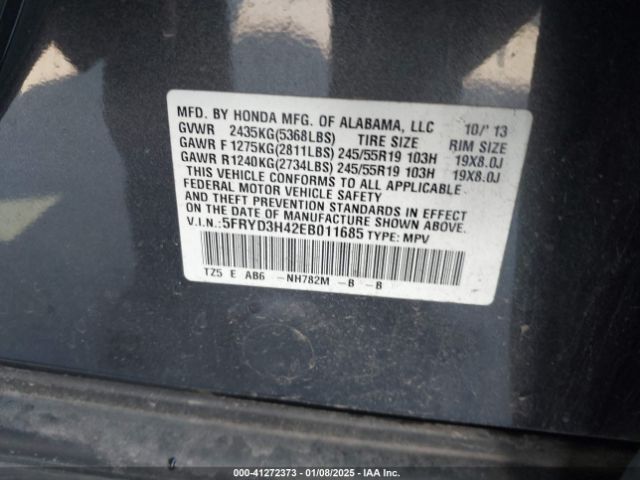 MFD. BY HONDA MFG. OF ALABAMA, LLC 10/'13
GVWR 2435KG(5368LBS) TIRE SIZE RIM SIZE
GAWR F 1275KG(2811LBS) 245/55R19 103H 19X8.0J
GAWR R 1240KG(2734LBS) 245/55R19 103H 19X8.0J
THIS VEHICLE CONFORMS TO ALL APPLICABLE
FEDERAL MOTOR VEHICLE SAFETY
AND THEFT PREVENTION STANDARDS IN EFFECT
ON THE DATE OF MANUFACTURE SHOWN ABOVE.
V.I.N.: 5FRYD3H42EB011685 TYPE: MPV
TZ5 E AB6 -NH782M -B -B
000-41272373 - 01/08/2025 - IAA Inc.